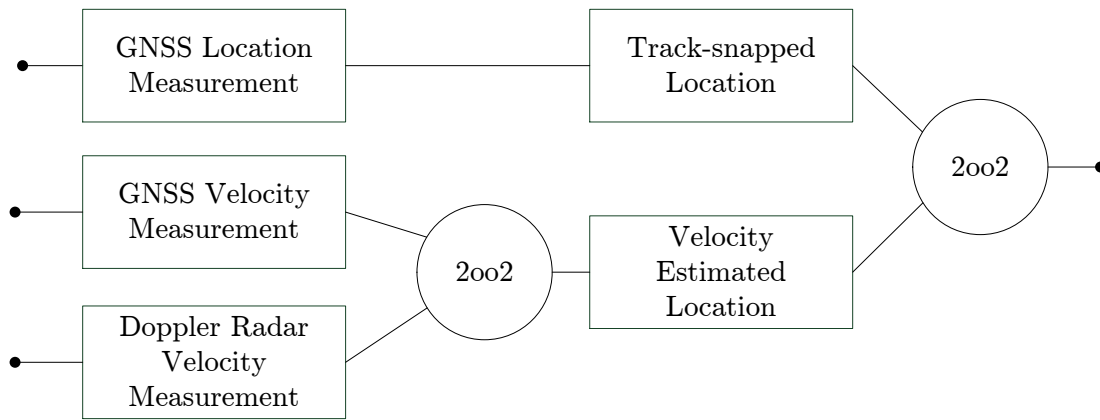 GNSS Location
Measurement
Track-snapped
Location
2oo2
GNSS Velocity
Measurement
2oo2
Velocity
Estimated
Location
Doppler Radar
Velocity
Measurement